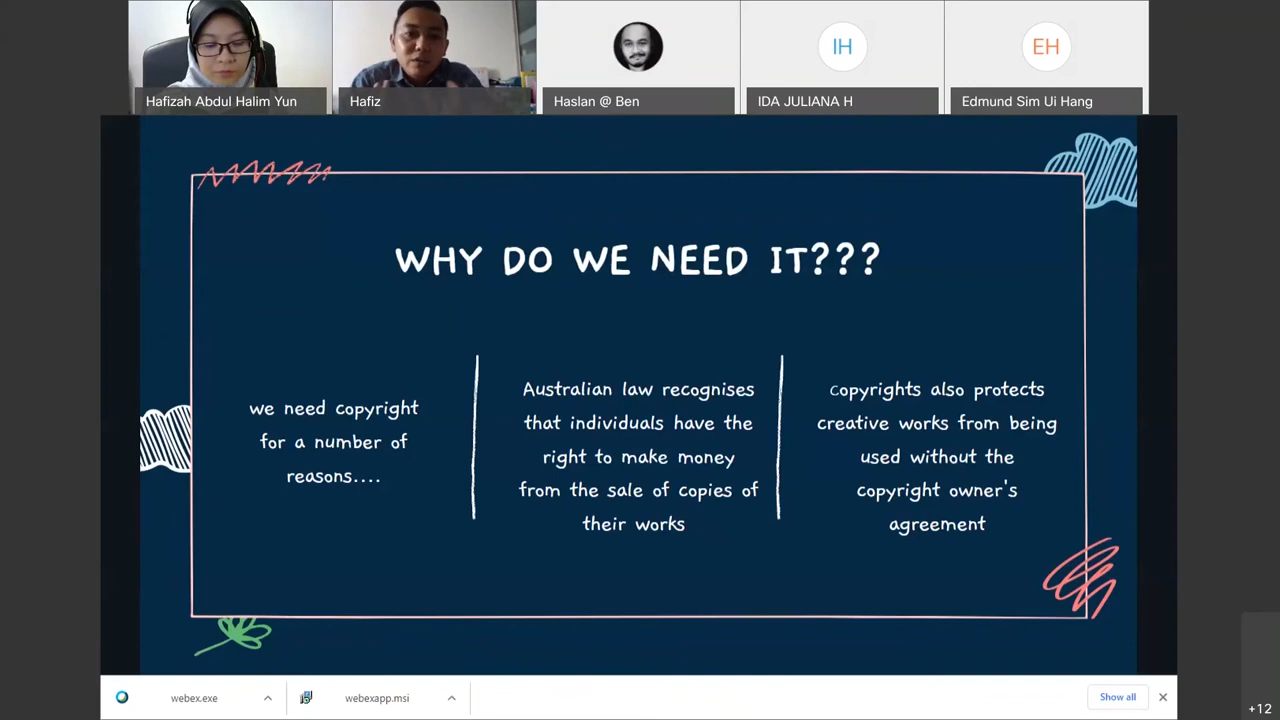 Hafizah Abdul Halim Yun
Hafiz
Haslan @ Ben
IH
IDA JULIANA H
EH
Edmund Sim Ui Hang
WHY DO WE NEED IT???
we need copyright
for a number of
reasons....
Australian law recognises
that individuals have the
right to make money
from the sale of copies of
their works
copyrights also protects
creative works from being
used without the
copyright owner's
agreement
webex.exe
webexapp.msi
Show all
+12